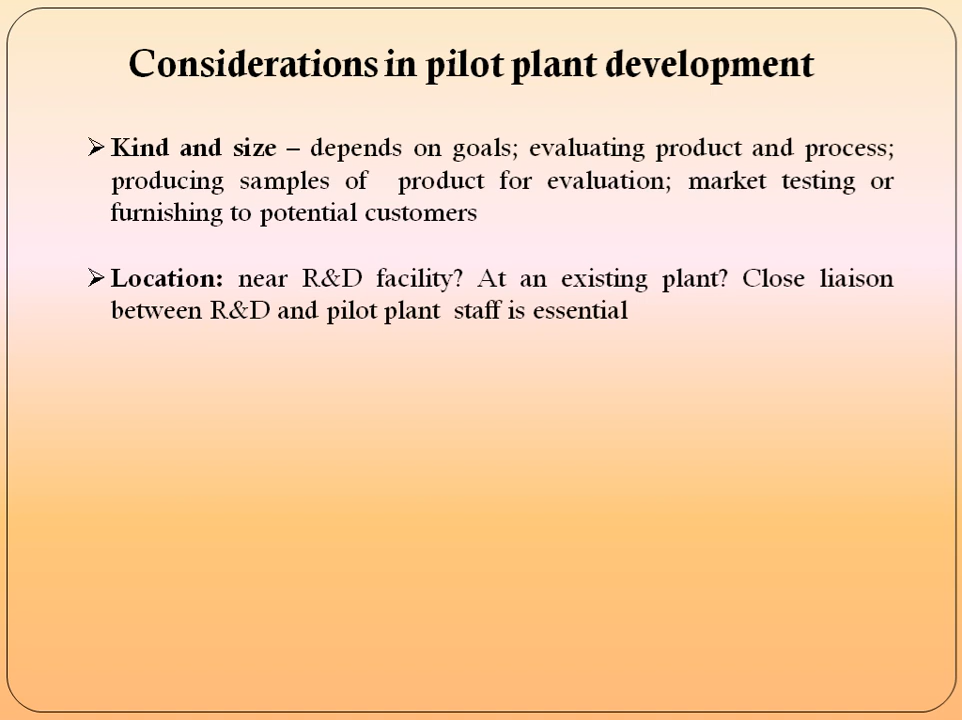 Considerations in pilot plant development
➢ Kind and size – depends on goals; evaluating product and process;
producing samples of product for evaluation; market testing or
furnishing to potential customers
➢ Location: near R&D facility? At an existing plant? Close liaison
between R&D and pilot plant staff is essential